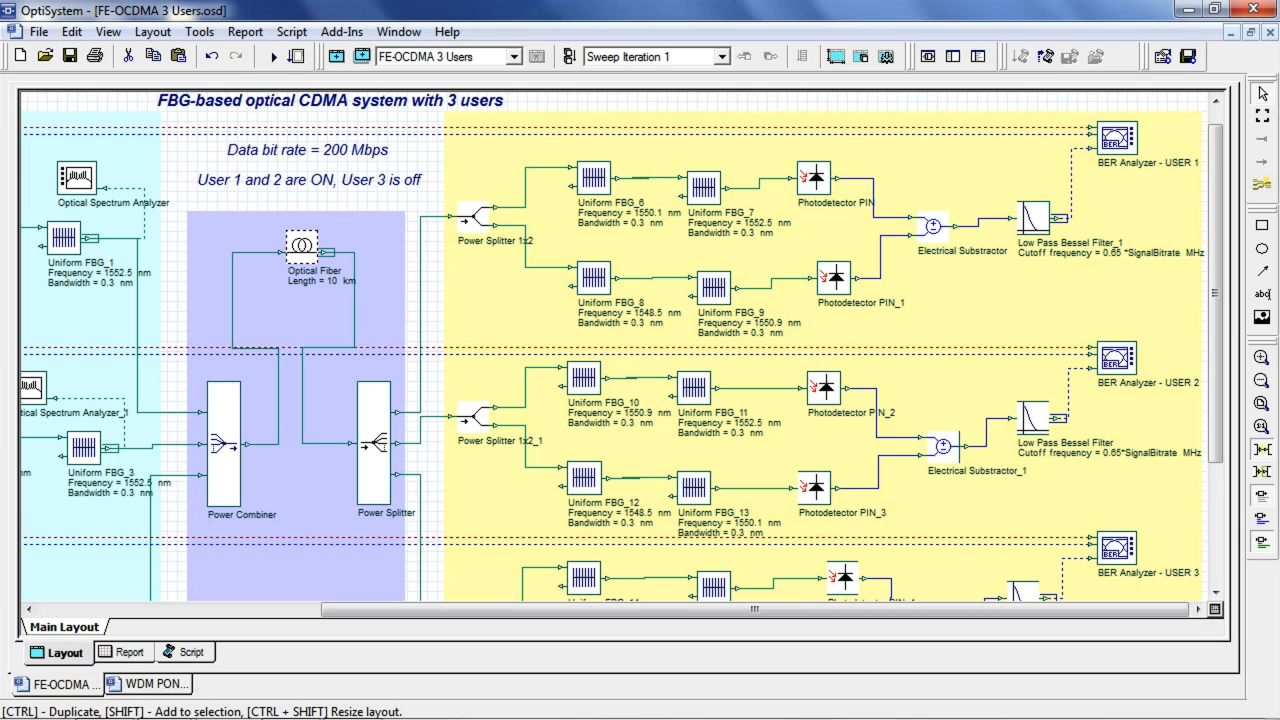 OptiSystem - [FE-OCDMA 3 Users.osd]
File Edit View Layout Tools Report Script Add-Ins Window Help
FE-OCDMA 3 Users
Sweep Iteration 1
FBG-based optical CDMA system with 3 users
Data bit rate = 200 Mbps
User 1 and 2 are ON, User 3 is off
Optical Spectrum Analyzer
Uniform FBG_1
Frequency = 1552.5 nm
Bandwidth = 0.3 nm
Optical Fiber
Length = 10 km
tical Spectrum Analyzer_1
Uniform FBG_3
Frequency = 1552.5 nm
Bandwidth = 0.3 nm
nm
Power Combiner
Power Splitter
Power Splitter 1x2
Uniform FBG_6
Frequency = 1550.1 nm
Bandwidth = 0.3 nm
Uniform FBG_7
Frequency = 1552.5 nm
Bandwidth = 0.3 nm
Photodetector PIN
Uniform FBG_8
Frequency = 1548.5 nm
Bandwidth = 0.3 nm
Uniform FBG_9
Frequency = 1550.9 nm
Bandwidth = 0.3 nm
Photodetector PIN_1
Electrical Substractor
Low Pass Bessel Filter_1
Cutoff frequency = 0.65 *SignalBitrate MHz
BER
BER Analyzer - USER 1
Power Splitter 1x2_1
Uniform FBG_10
Frequency = 1550.9 nm
Bandwidth = 0.3 nm
Uniform FBG_11
Frequency = 1552.5 nm
Bandwidth = 0.3 nm
Photodetector PIN_2
Uniform FBG_12
Frequency = 1548.5 nm
Bandwidth = 0.3 nm
Uniform FBG_13
Frequency = 1550.1 nm
Bandwidth = 0.3 nm
Photodetector PIN_3
Electrical Substractor_1
Low Pass Bessel Filter
Cutoff frequency = 0.65*SignalBitrate MHz
BER
BER Analyzer - USER 2
BER
BER Analyzer - USER 3
Main Layout
Layout Report Script
FE-OCDMA ... WDM PON...
[CTRL] - Duplicate, [SHIFT] - Add to selection, [CTRL + SHIFT] Resize layout.